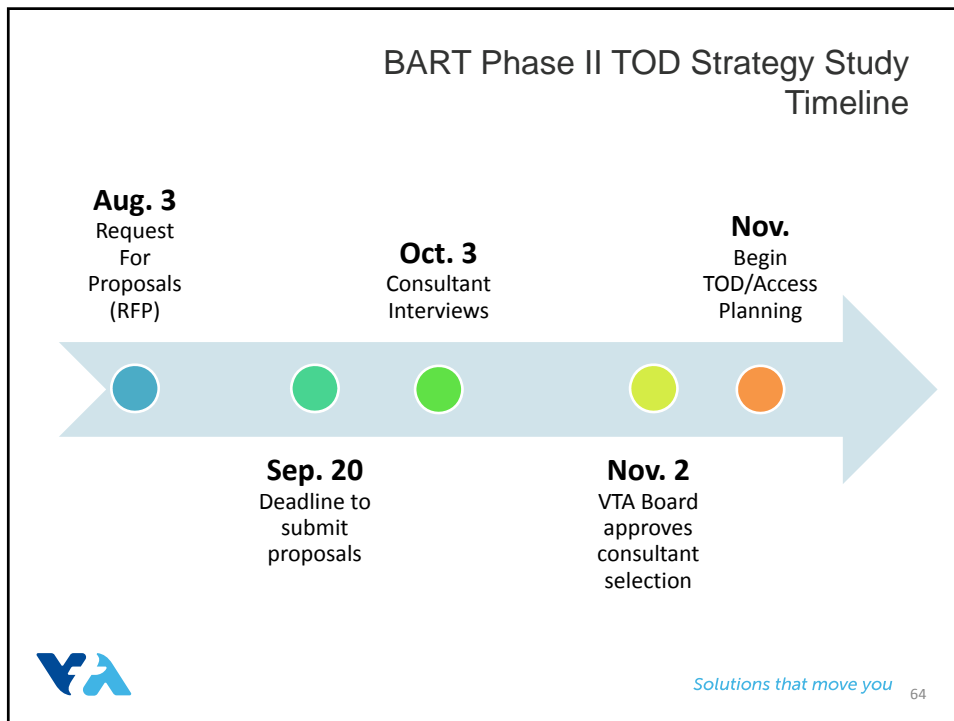 BART Phase II TOD Strategy Study
Timeline
Aug. 3
Request
For
Proposals
(RFP)
Sep. 20
Deadline to
submit
proposals
Oct. 3
Consultant
Interviews
Nov. 2
VTA Board
approves
consultant
selection
Nov.
Begin
TOD/Access
Planning
VTA
Solutions that move you
64